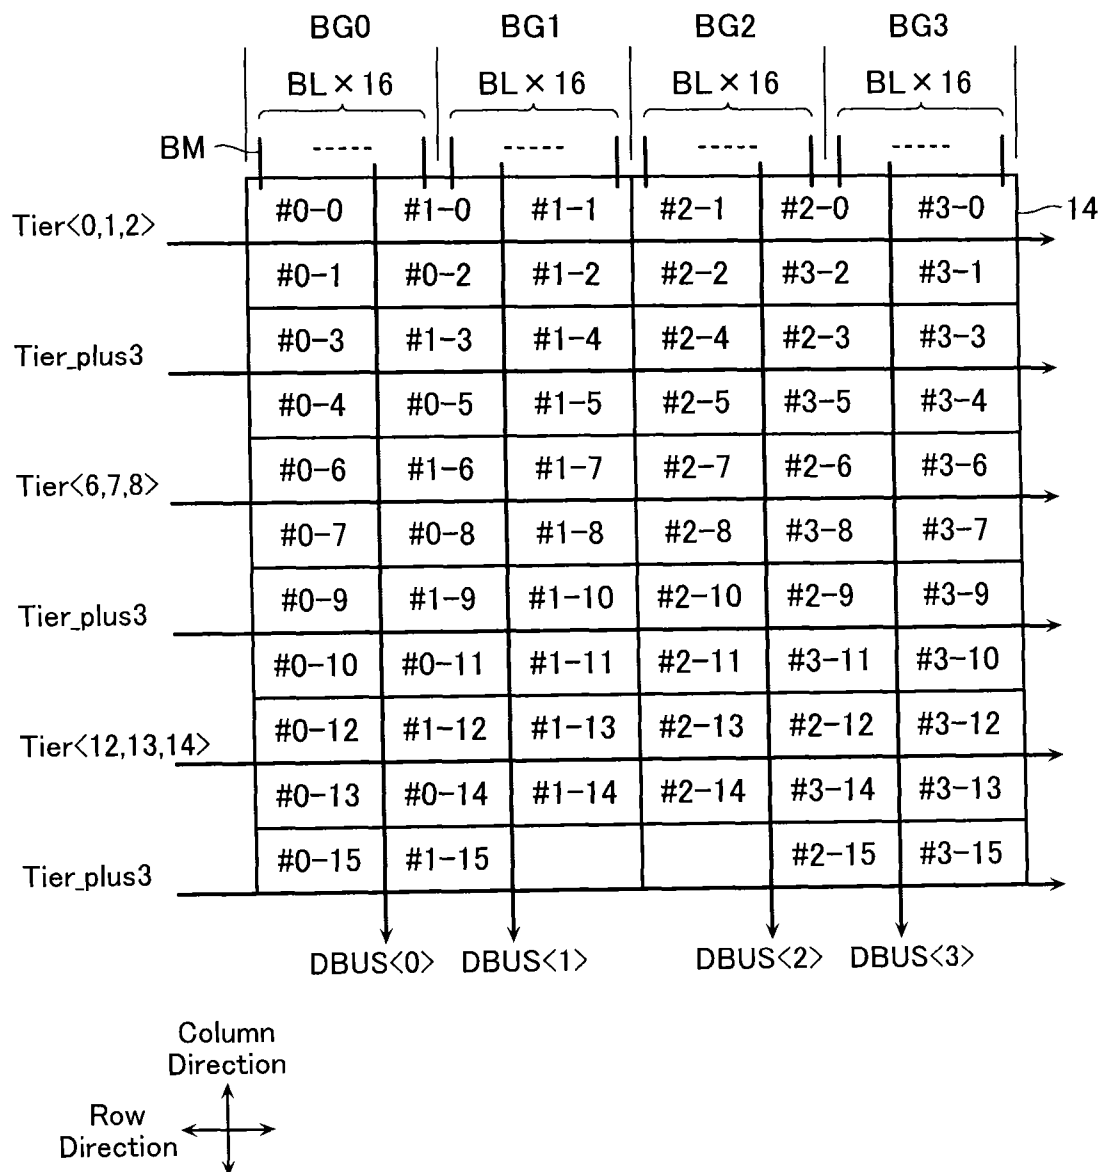 BG0 BG1 BG2 BG3
BL×16 BL×16 BL×16 BL×16
BM ----- ----- ----- -----
Tier<0,1,2> #0-0 #1-0 #1-1 #2-1 #2-0 #3-0 14
#0-1 #0-2 #1-2 #2-2 #3-2 #3-1
Tier_plus3 #0-3 #1-3 #1-4 #2-4 #2-3 #3-3
#0-4 #0-5 #1-5 #2-5 #3-5 #3-4
Tier<6,7,8> #0-6 #1-6 #1-7 #2-7 #2-6 #3-6
#0-7 #0-8 #1-8 #2-8 #3-8 #3-7
Tier_plus3 #0-9 #1-9 #1-10 #2-10 #2-9 #3-9
#0-10 #0-11 #1-11 #2-11 #3-11 #3-10
Tier<12,13,14> #0-12 #1-12 #1-13 #2-13 #2-12 #3-12
#0-13 #0-14 #1-14 #2-14 #3-14 #3-13
Tier_plus3 #0-15 #1-15 #2-15 #3-15
DBUS<0> DBUS<1> DBUS<2> DBUS<3>
Column
Direction
Row
Direction